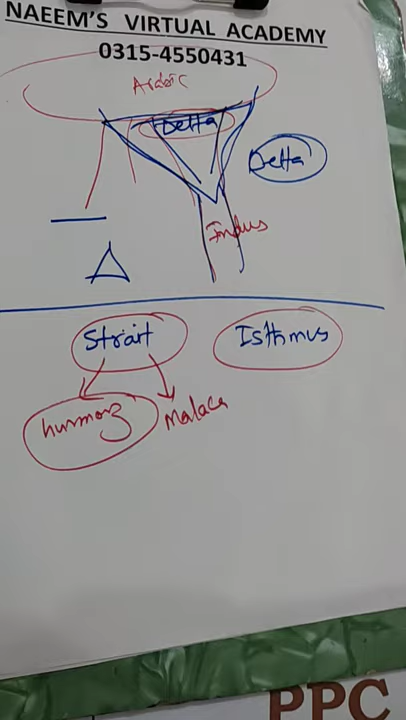 NAEEM'S VIRTUAL ACADEMY
0315-4550431
Arabic
Delta
Delta
Indus
Strait
Isthmus
hurmoz
Malaca
PPC